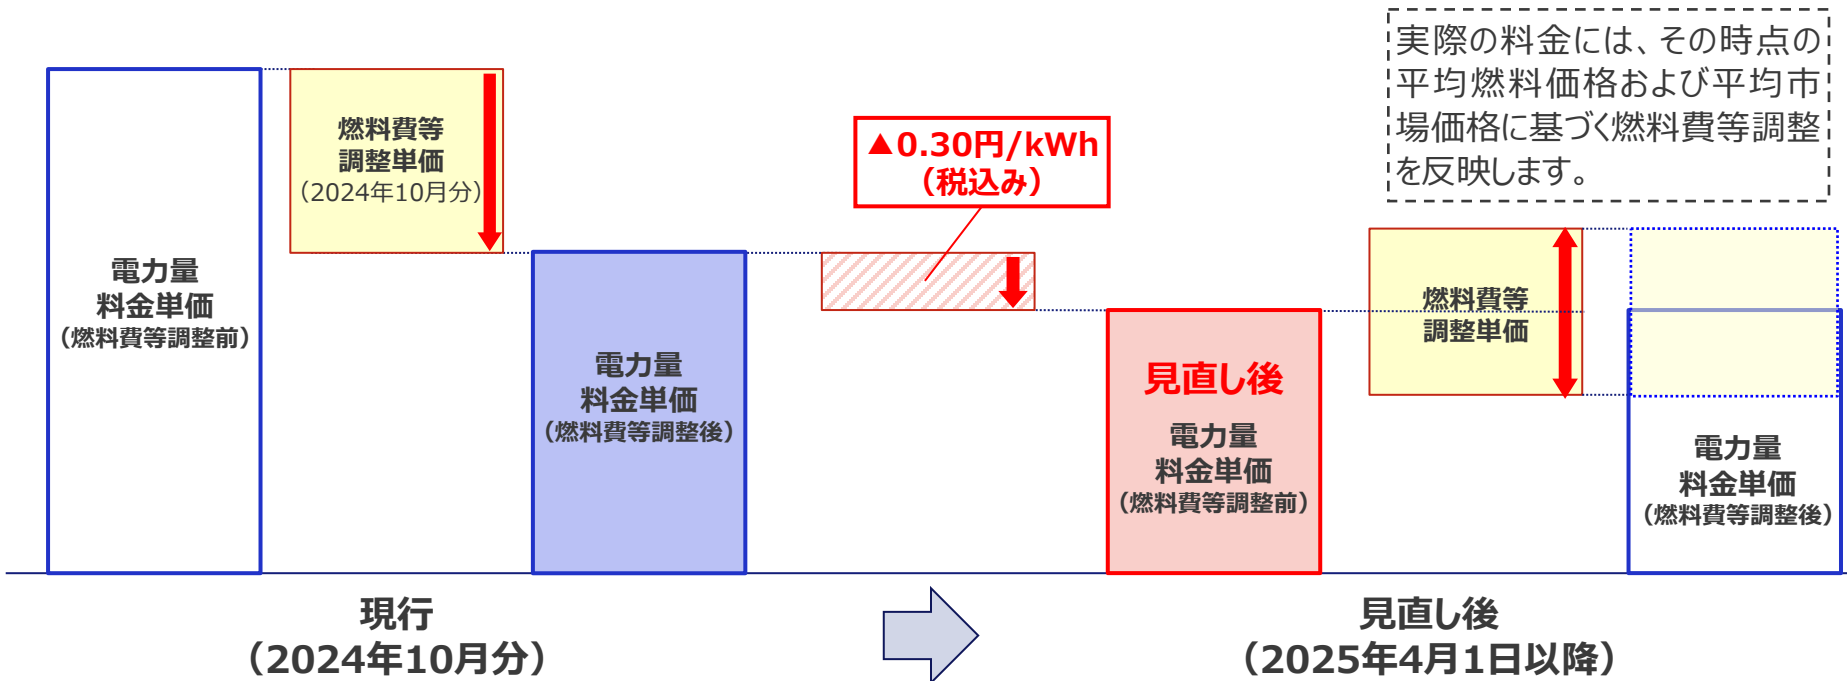 実際の料金には、その時点の
平均燃料価格および平均市
場価格に基づく燃料費等調整
を反映します。
燃料費等
調整単価
（2024年10月分）
▲0.30円/kWh
（税込み）
電力量
料金単価
（燃料費等調整前）
電力量
料金単価
（燃料費等調整後）
見直し後
電力量
料金単価
（燃料費等調整前）
燃料費等
調整単価
電力量
料金単価
（燃料費等調整後）
現行
（2024年10月分）
見直し後
（2025年4月1日以降）